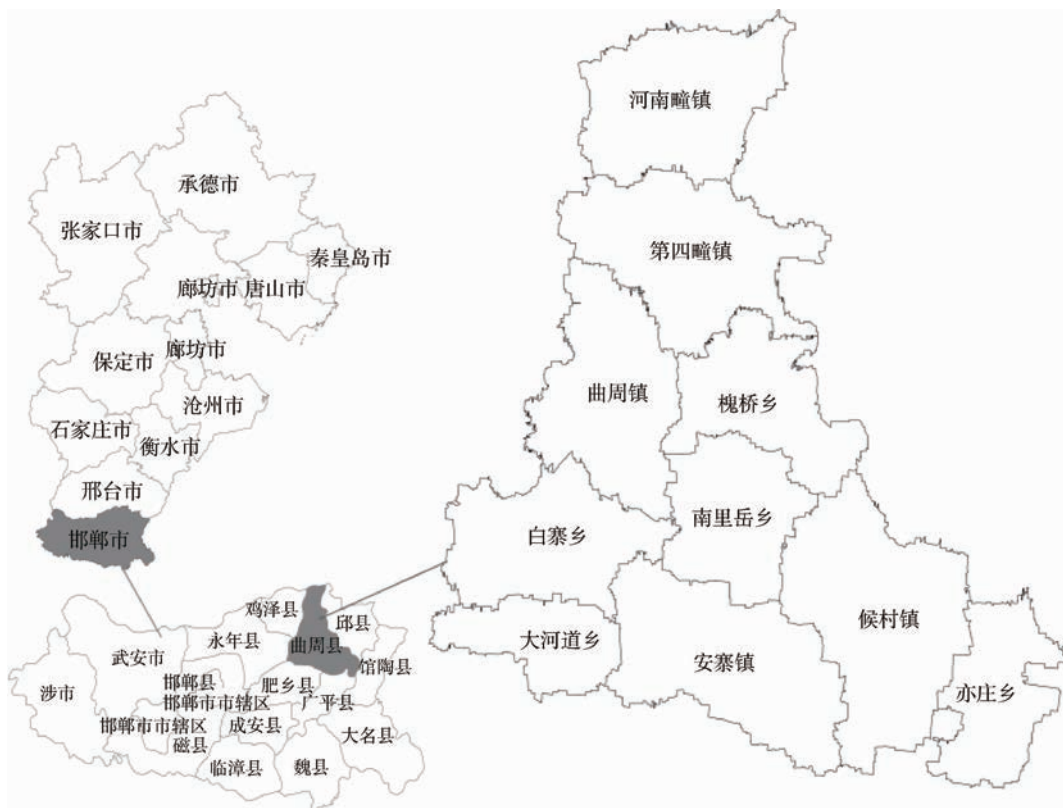 承德市
张家口市
秦皇岛市
廊坊市
唐山市
保定市
廊坊市
沧州市
石家庄市
衡水市
邢台市
邯郸市
鸡泽县
邱县
永年县
曲周县
武安市
馆陶县
邯郸县
肥乡县
涉市
邯郸市市辖区
广平县
邯郸市市辖区
成安县
大名县
磁县
临漳县
魏县
河南疃镇
第四疃镇
曲周镇
槐桥乡
南里岳乡
白寨乡
候村镇
大河道乡
安寨镇
亦庄乡